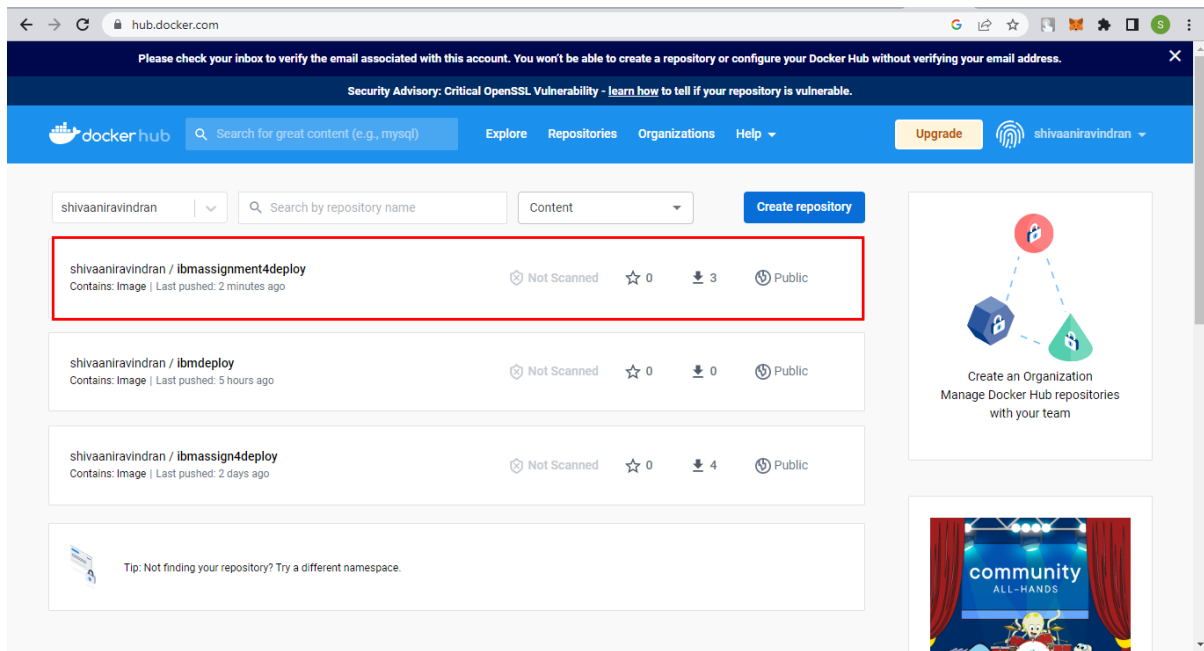 hub.docker.com
G
S
Please check your inbox to verify the email associated with this account. You won't be able to create a repository or configure your Docker Hub without verifying your email address.
Security Advisory: Critical OpenSSL Vulnerability - learn how to tell if your repository is vulnerable.
dockerhub
Search for great content (e.g., mysql)
Explore
Repositories
Organizations
Help
Upgrade
shivaaniravindran
shivaaniravindran
Search by repository name
Content
Create repository
shivaaniravindran / ibmassignment4deploy
Contains: Image | Last pushed: 2 minutes ago
Not Scanned
0
3
Public
shivaaniravindran / ibmdeploy
Contains: Image | Last pushed: 5 hours ago
Not Scanned
0
0
Public
shivaaniravindran / ibmassign4deploy
Contains: Image | Last pushed: 2 days ago
Not Scanned
0
4
Public
Tip: Not finding your repository? Try a different namespace.
Create an Organization
Manage Docker Hub repositories
with your team
community
ALL-HANDS